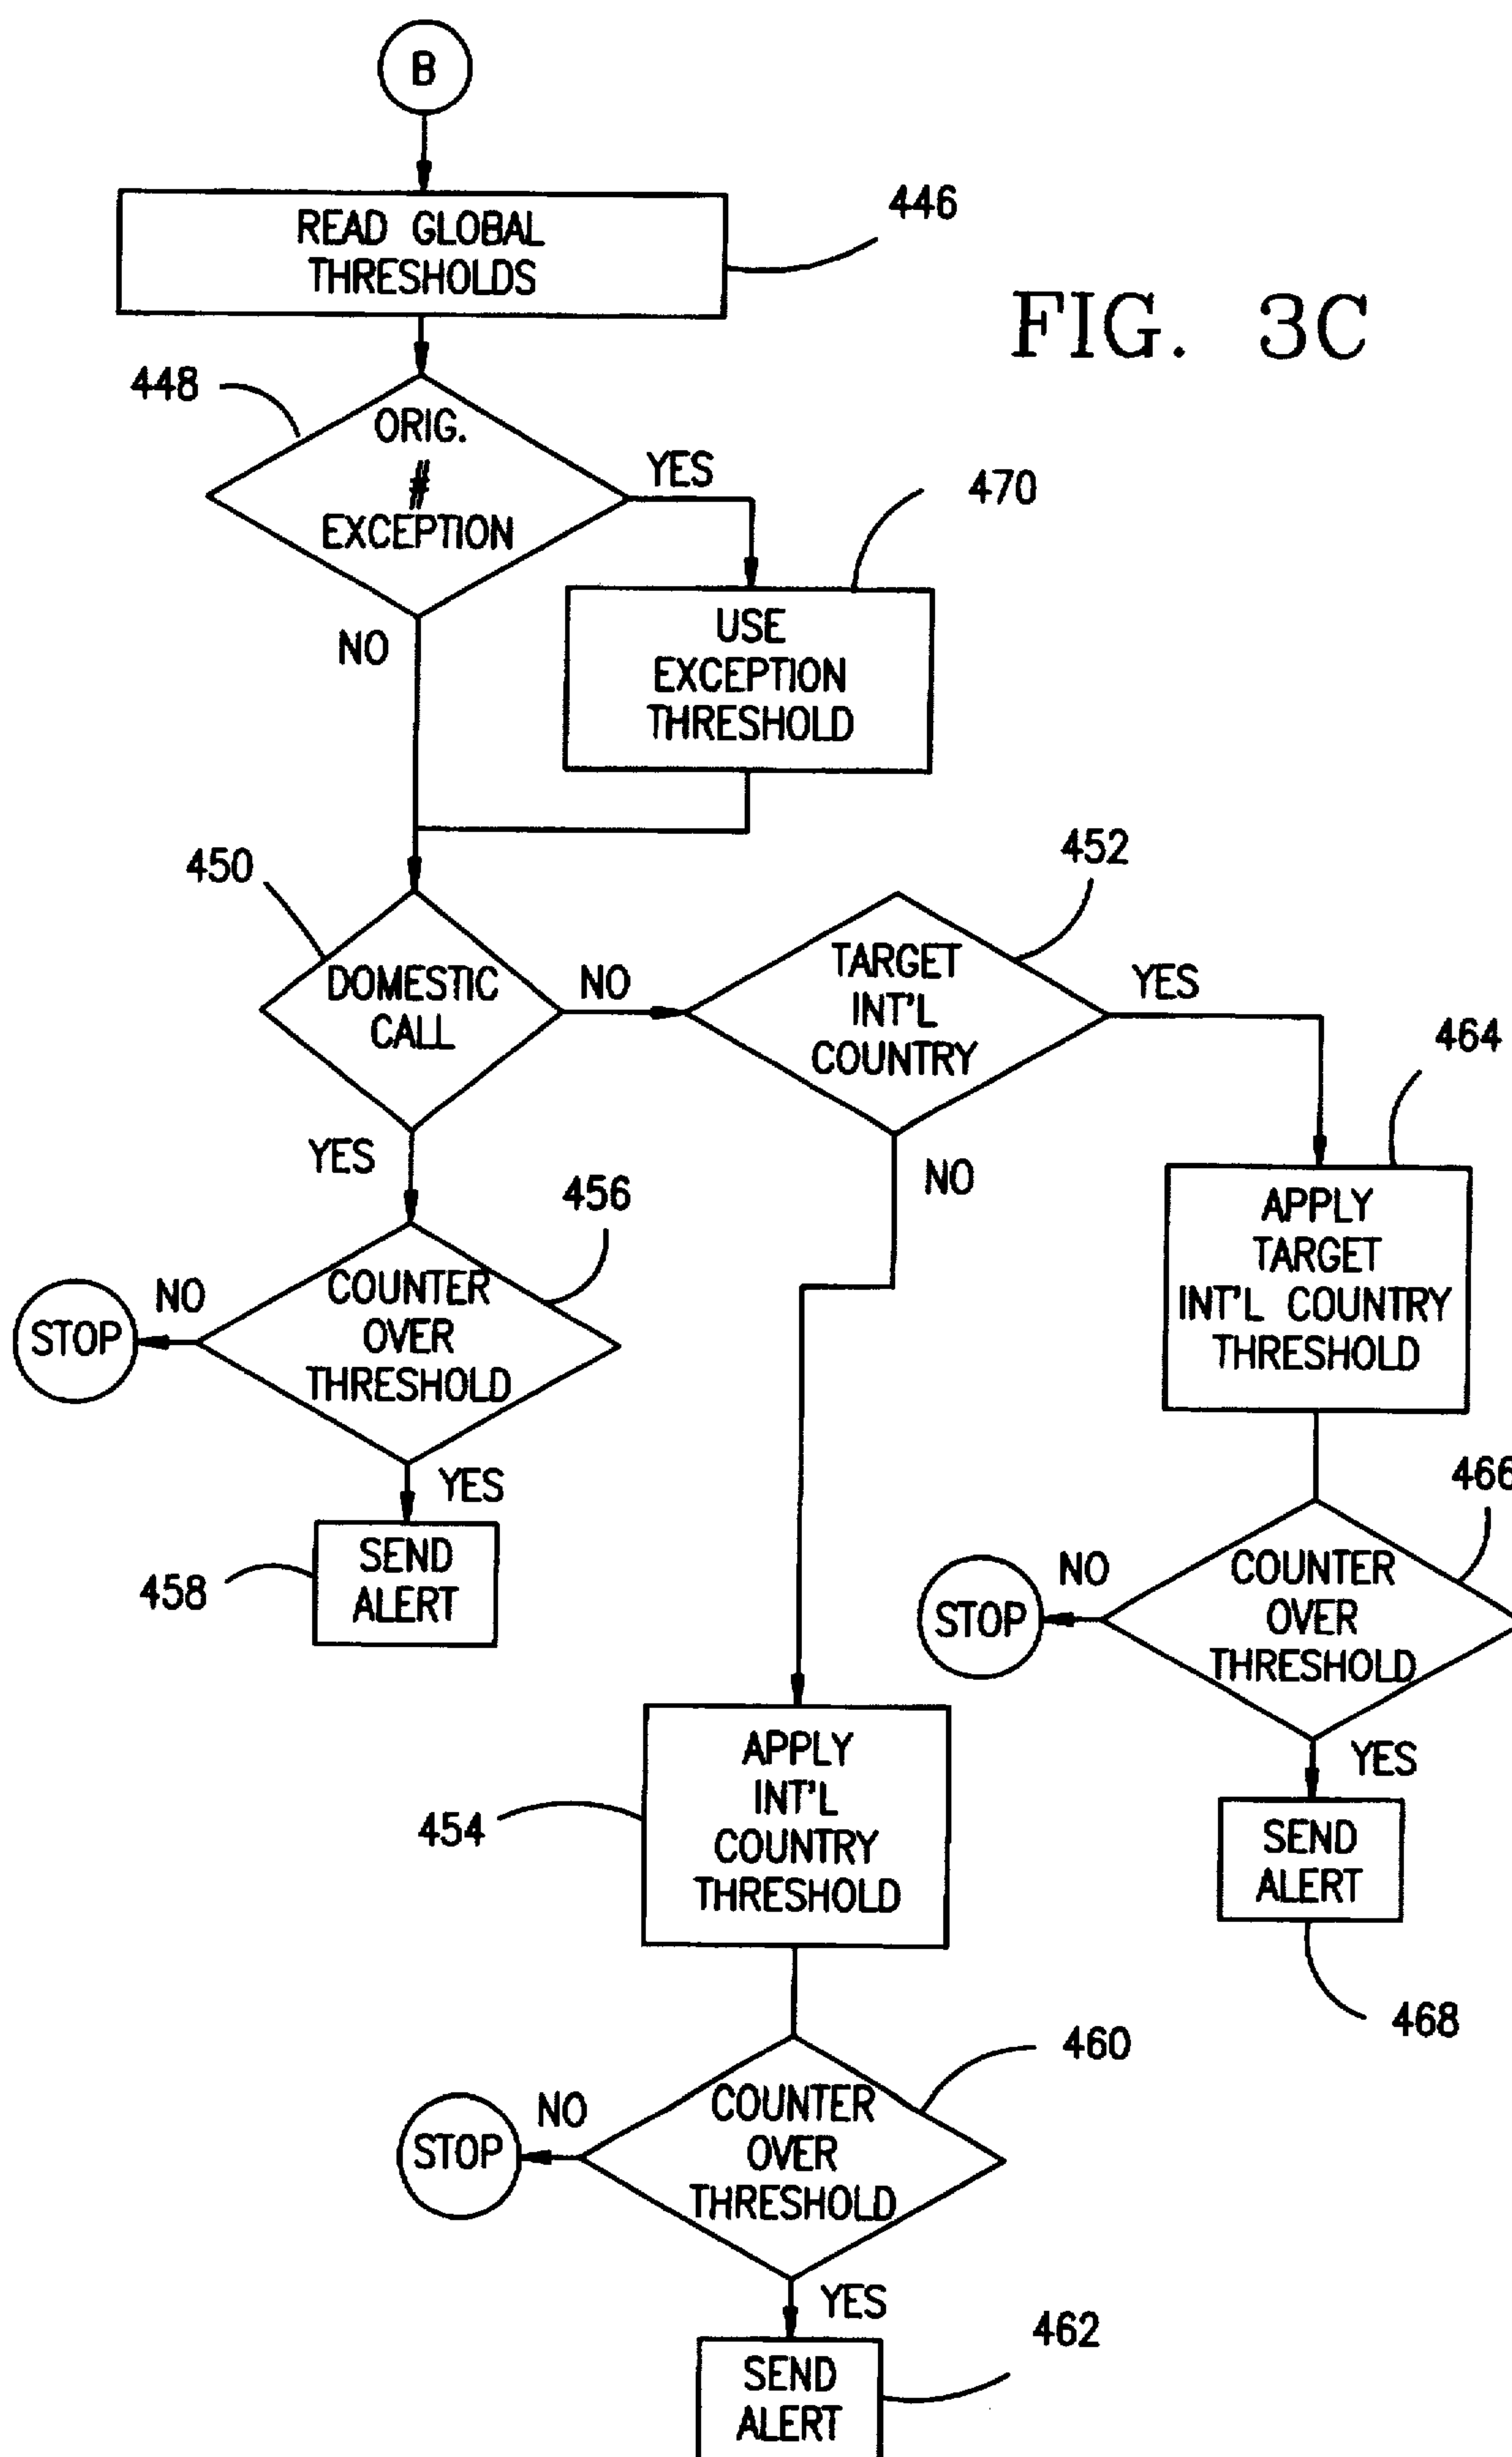 B
READ GLOBAL
THRESHOLDS
446
FIG. 3C
448
ORIG.
#
EXCEPTION
YES
470
NO
USE
EXCEPTION
THRESHOLD
450
452
DOMESTIC
CALL
NO
TARGET
INT'L
COUNTRY
YES
464
YES
NO
456
APPLY
TARGET
INT'L COUNTRY
THRESHOLD
STOP
NO
COUNTER
OVER
THRESHOLD
YES
466
458
SEND
ALERT
STOP
NO
COUNTER
OVER
THRESHOLD
YES
454
APPLY
INT'L
COUNTRY
THRESHOLD
SEND
ALERT
468
460
STOP
NO
COUNTER
OVER
THRESHOLD
YES
462
SEND
ALERT